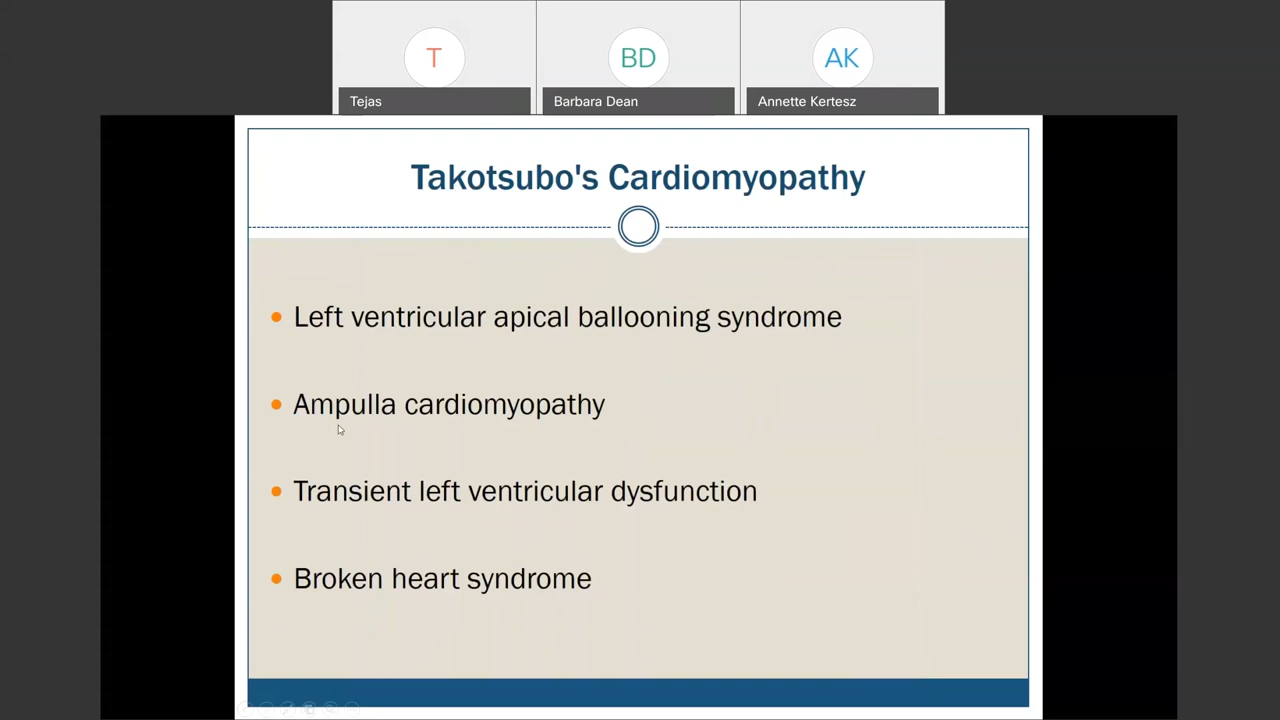 T
BD
AK
Tejas
Barbara Dean
Annette Kertesz
Takotsubo's Cardiomyopathy
Left ventricular apical ballooning syndrome
Ampulla cardiomyopathy
Transient left ventricular dysfunction
Broken heart syndrome